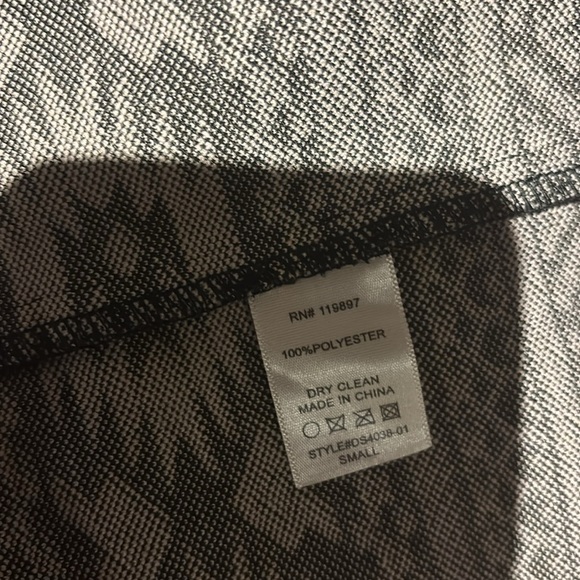 RN# 119897
100%POLYESTER
DRY CLEAN
MADE IN CHINA
STYLE#DS4038-01
SMALL